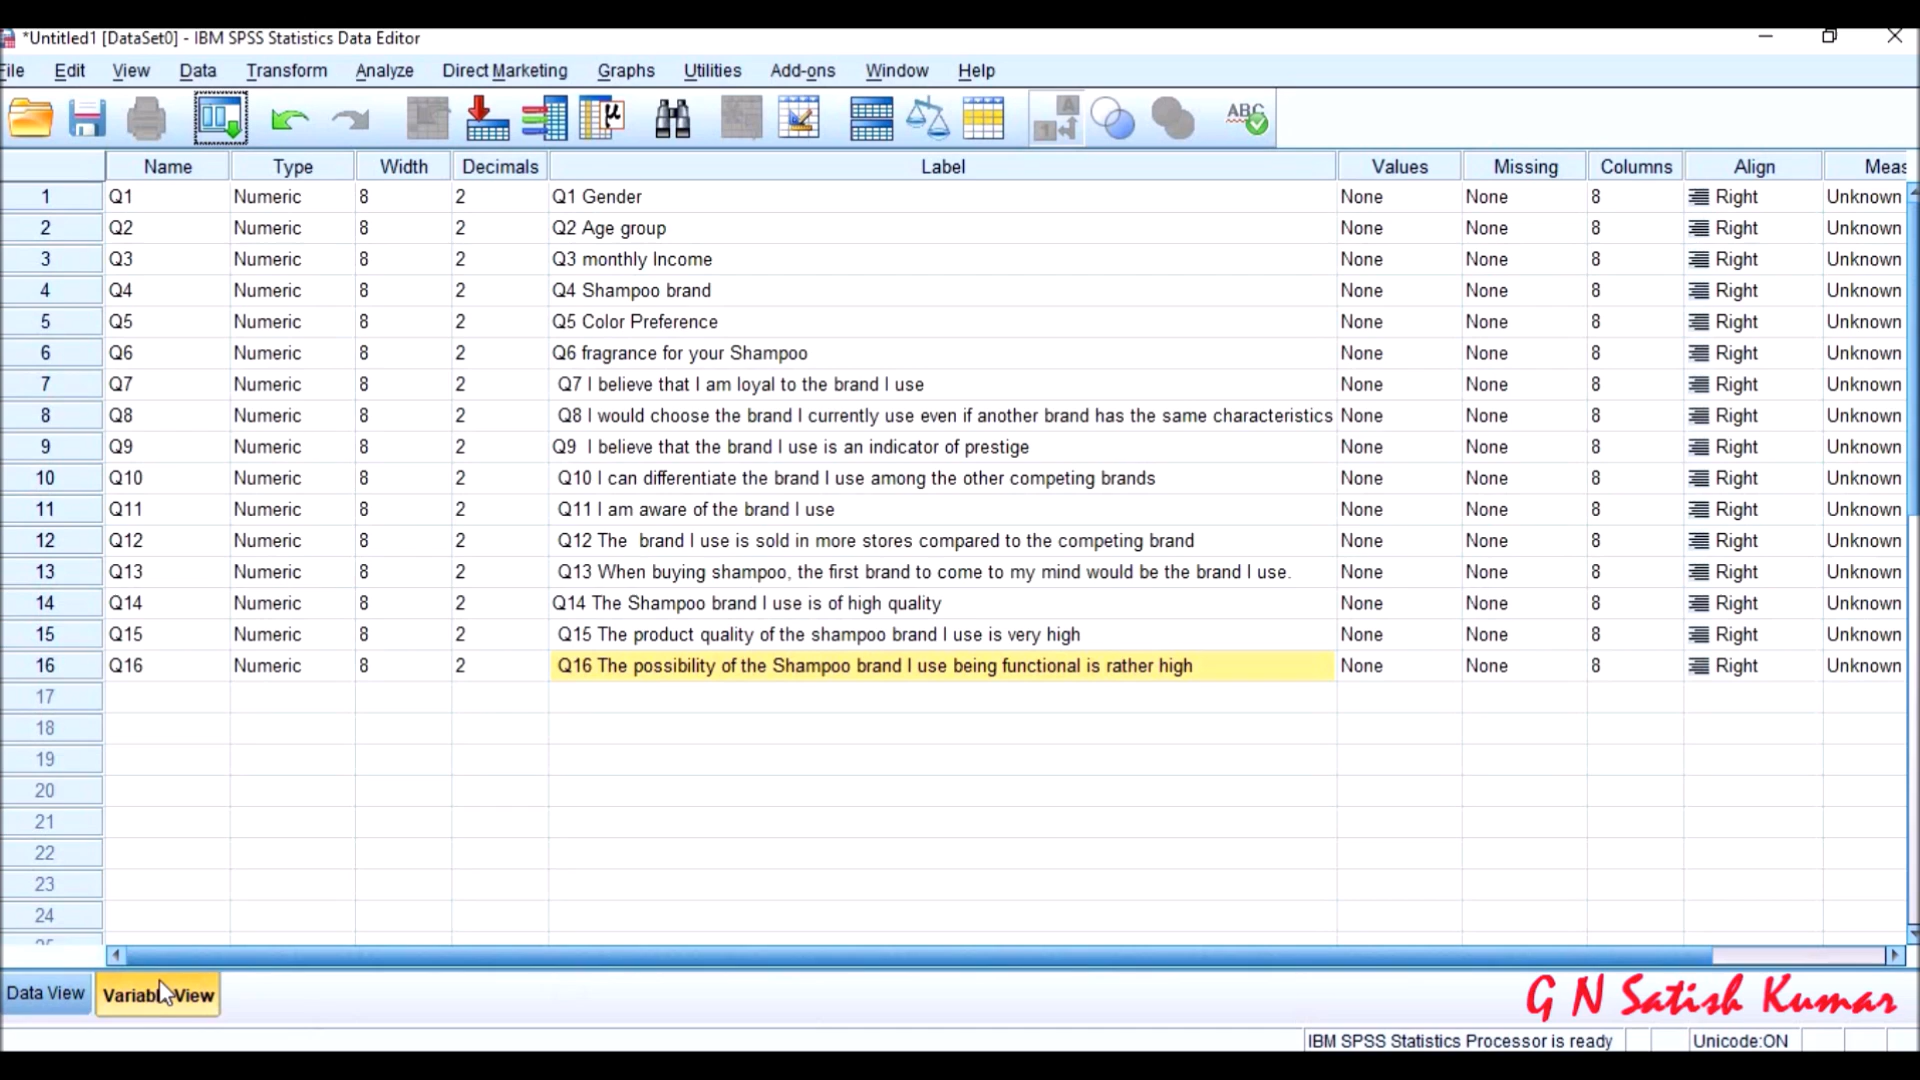 *Untitled1 [DataSet0] - IBM SPSS Statistics Data Editor
File Edit View Data Transform Analyze Direct Marketing Graphs Utilities Add-ons Window Help
Name Type Width Decimals Label Values Missing Columns Align Meas
1 Q1 Numeric 8 2 Q1 Gender None None 8 Right Unknown
2 Q2 Numeric 8 2 Q2 Age group None None 8 Right Unknown
3 Q3 Numeric 8 2 Q3 monthly Income None None 8 Right Unknown
4 Q4 Numeric 8 2 Q4 Shampoo brand None None 8 Right Unknown
5 Q5 Numeric 8 2 Q5 Color Preference None None 8 Right Unknown
6 Q6 Numeric 8 2 Q6 fragrance for your Shampoo None None 8 Right Unknown
7 Q7 Numeric 8 2 Q7 I believe that I am loyal to the brand I use None None 8 Right Unknown
8 Q8 Numeric 8 2 Q8 I would choose the brand I currently use even if another brand has the same characteristics None None 8 Right Unknown
9 Q9 Numeric 8 2 Q9 I believe that the brand I use is an indicator of prestige None None 8 Right Unknown
10 Q10 Numeric 8 2 Q10 I can differentiate the brand I use among the other competing brands None None 8 Right Unknown
11 Q11 Numeric 8 2 Q11 I am aware of the brand I use None None 8 Right Unknown
12 Q12 Numeric 8 2 Q12 The brand I use is sold in more stores compared to the competing brand None None 8 Right Unknown
13 Q13 Numeric 8 2 Q13 When buying shampoo, the first brand to come to my mind would be the brand I use. None None 8 Right Unknown
14 Q14 Numeric 8 2 Q14 The Shampoo brand I use is of high quality None None 8 Right Unknown
15 Q15 Numeric 8 2 Q15 The product quality of the shampoo brand I use is very high None None 8 Right Unknown
16 Q16 Numeric 8 2 Q16 The possibility of the Shampoo brand I use being functional is rather high None None 8 Right Unknown
17
18
19
20
21
22
23
24
Data View Variable View
G N Satish Kumar
IBM SPSS Statistics Processor is ready Unicode:ON